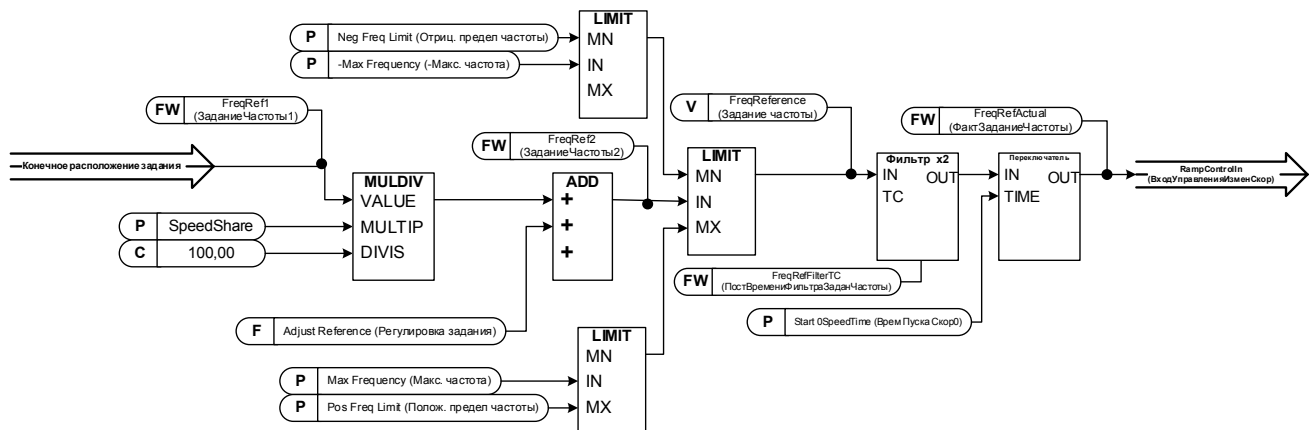 LIMIT
P Neg Freq Limit (Отриц. предел частоты)
MN
P -Max Frequency (-Макс. частота)
IN
MX
FW FreqRef1
(ЗаданиеЧастоты1)
V FreqReference
(Задание частоты)
FW FreqRefActual
(ФактЗаданиеЧастоты)
FW FreqRef2
(ЗаданиеЧастоты2)
Конечное расположение задания
MULDIV
VALUE
MULTIP
DIVIS
P SpeedShare
C 100,00
ADD
+
+
+
LIMIT
MN
IN
MX
Фильтр x2
IN OUT
TC
Переключатель
IN OUT
TIME
RampControlIn
(ВходУправленияИзменСкор)
FW FreqRefFilterTC
(ПостВремениФильтраЗаданЧастоты)
F Adjust Reference (Регулировка задания)
P Start 0SpeedTime (Врем Пуска Скор0)
LIMIT
MN
P Max Frequency (Макс. частота)
IN
P Pos Freq Limit (Полож. предел частоты)
MX